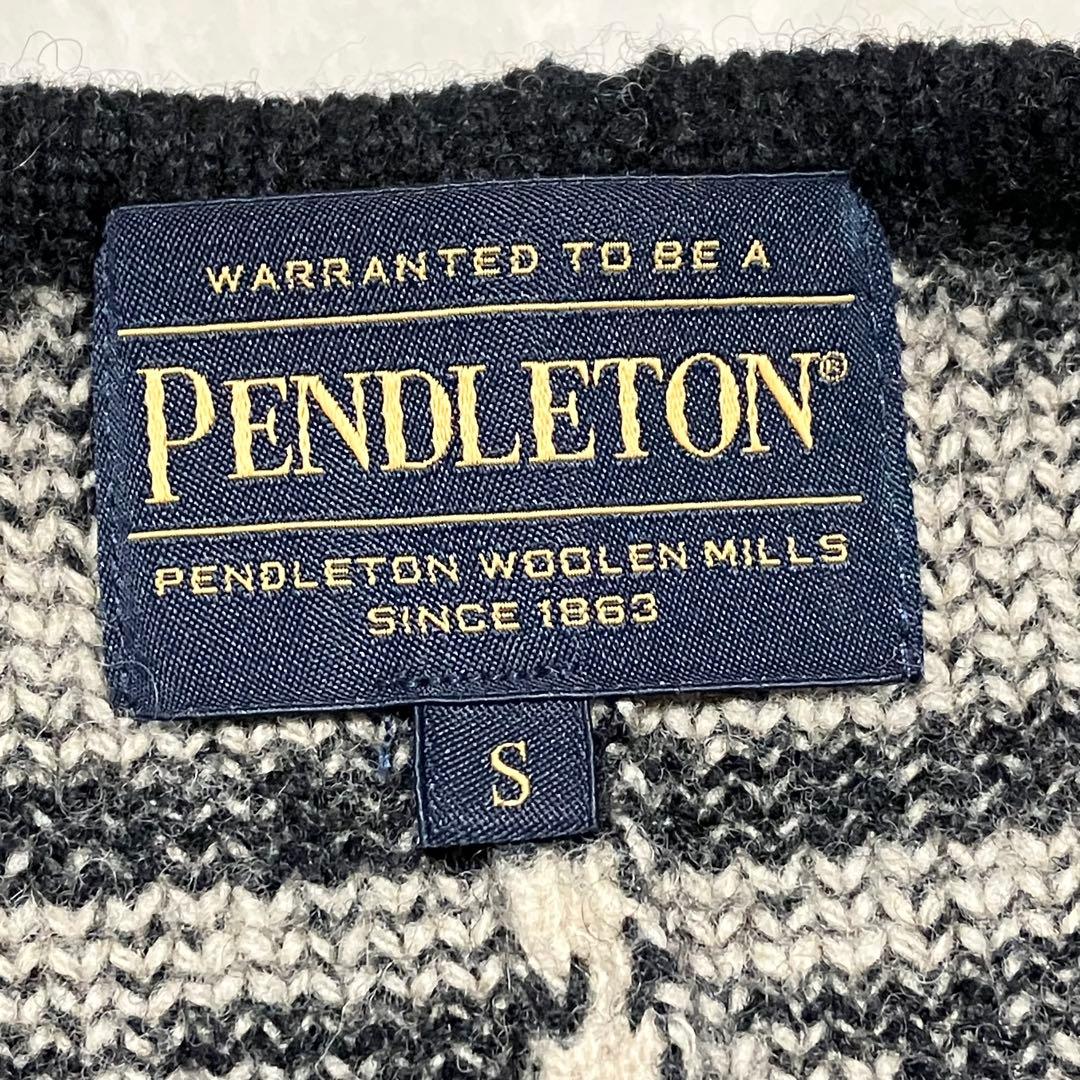 WARRANTED TO BE A
PENDLETON®
PENDLETON WOOLEN MILLS
SINCE 1863
S